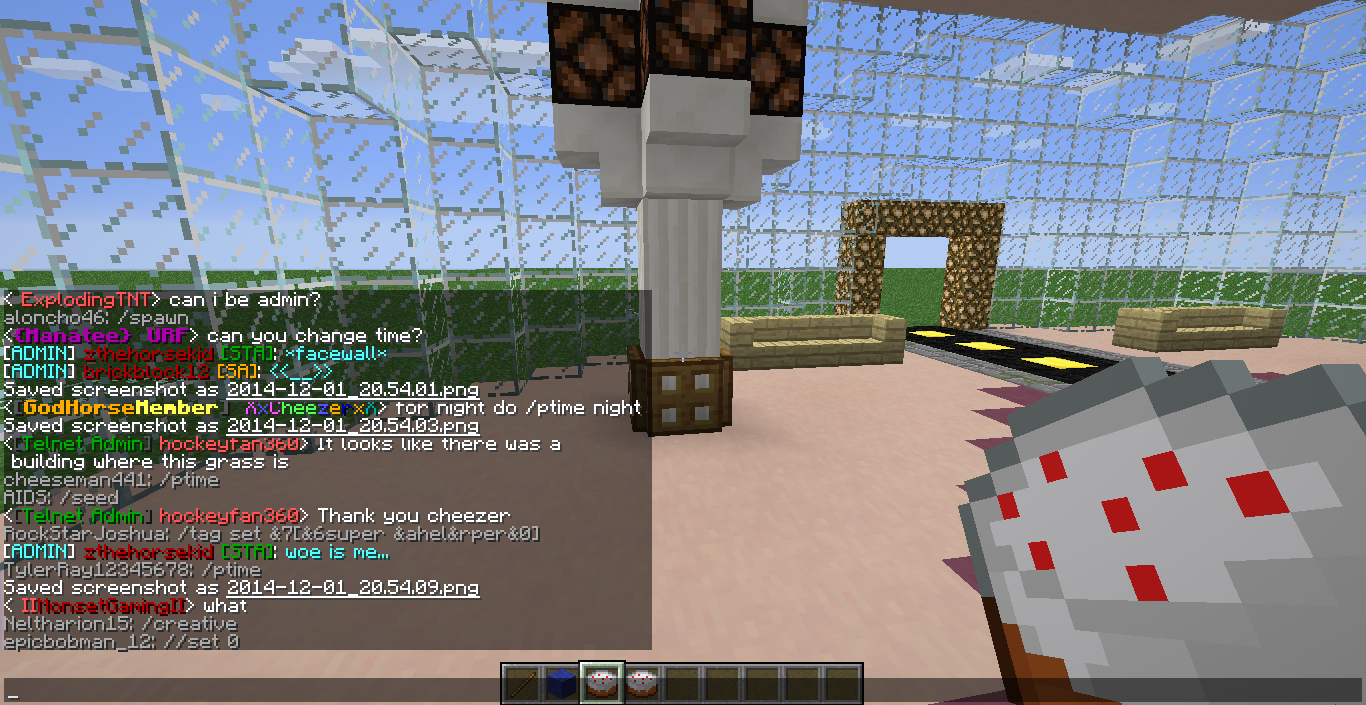 < ExplodingTNT> can i be admin?
aloncho46: /spawn
<{Manatee} URF> can you change time?
[ADMIN] zthehorsekid [STA]: *facewall*
[ADMIN] brickblock12 [SA]: <<__>>
Saved screenshot as 2014-12-01_20.54.01.png
<[GodHorseMember] XxCheezerxX> for night do /ptime night
Saved screenshot as 2014-12-01_20.54.03.png
<[Telnet Admin] hockeyfan360> It looks like there was a
building where this grass is
cheeseman441: /ptime
AIDS: /seed
<[Telnet Admin] hockeyfan360> Thank you cheezer
RockStarJoshua: /tag set &7[&6super &ahel&rper&0]
[ADMIN] zthehorsekid [STA]: woe is me...
TylerRay12345678: /ptime
Saved screenshot as 2014-12-01_20.54.09.png
< IIMonsetGamingII> what
Neltharion15: /creative
epicbobman_12: //set 0
_